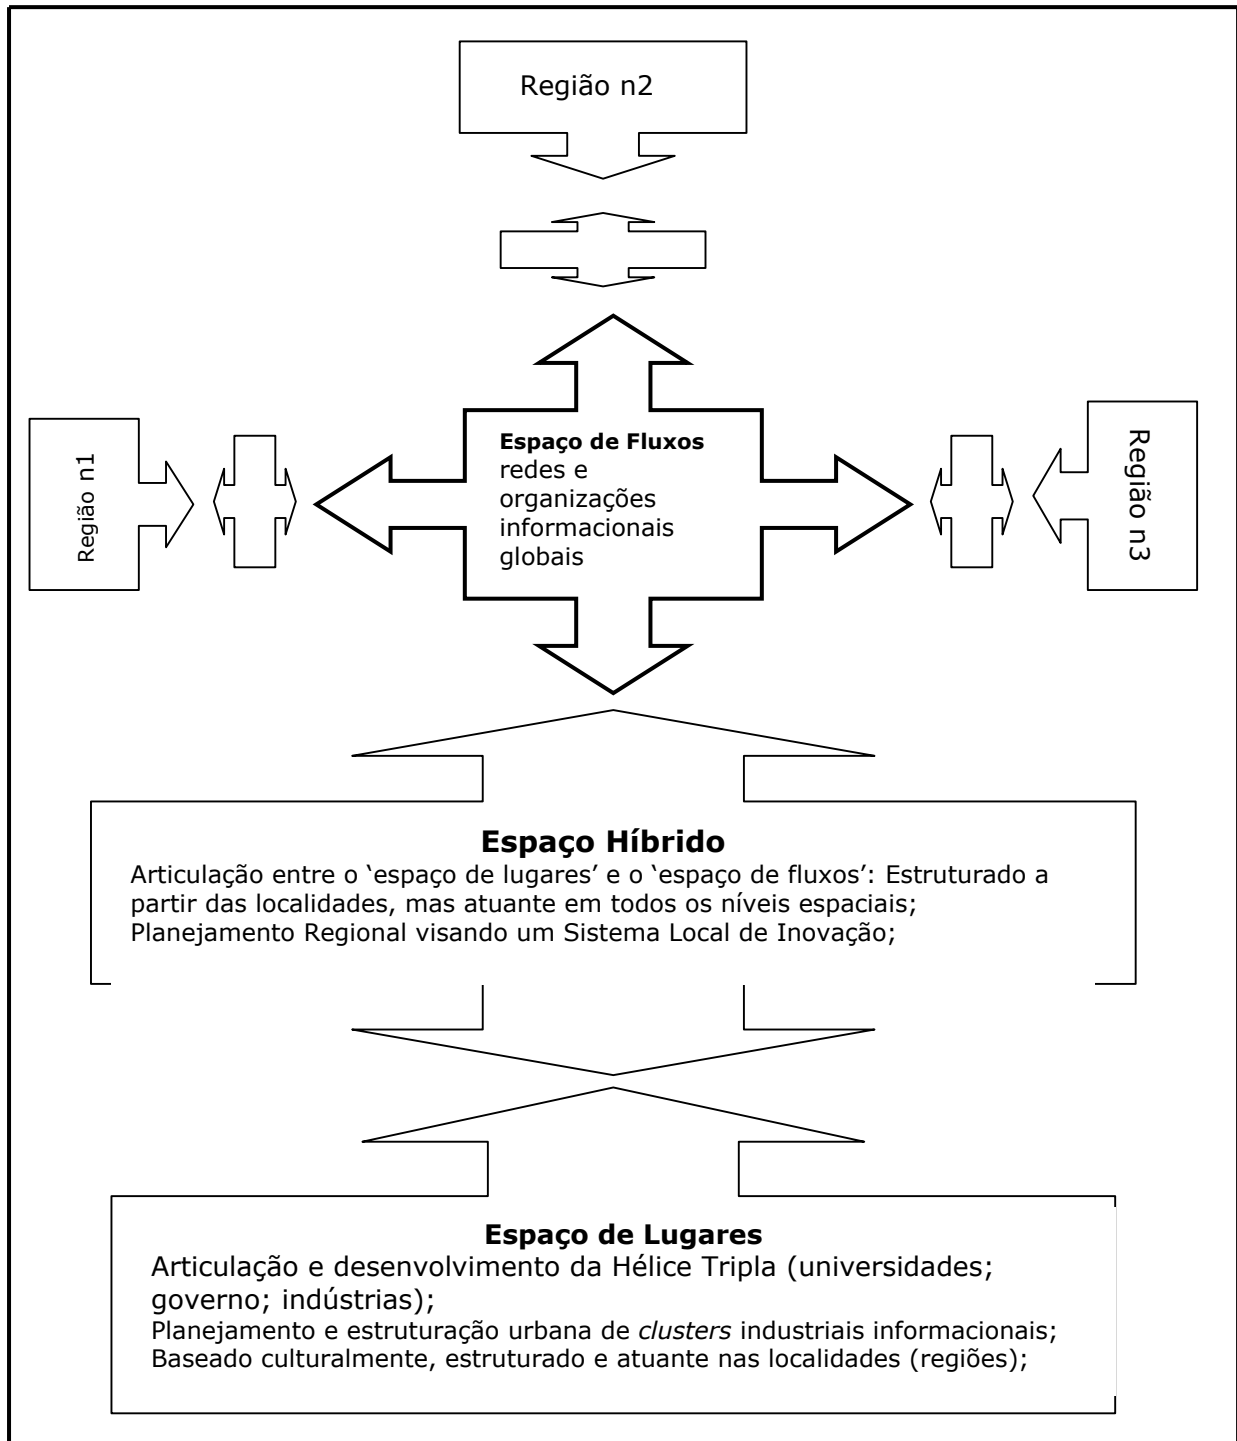 Região n2
Região n1
Espaço de Fluxos
redes e
organizações
informacionais
globais
Região n3
Espaço Híbrido
Articulação entre o ‘espaço de lugares’ e o ‘espaço de fluxos’: Estruturado a
partir das localidades, mas atuante em todos os níveis espaciais;
Planejamento Regional visando um Sistema Local de Inovação;
Espaço de Lugares
Articulação e desenvolvimento da Hélice Tripla (universidades;
governo; indústrias);
Planejamento e estruturação urbana de clusters industriais informacionais;
Baseado culturalmente, estruturado e atuante nas localidades (regiões);